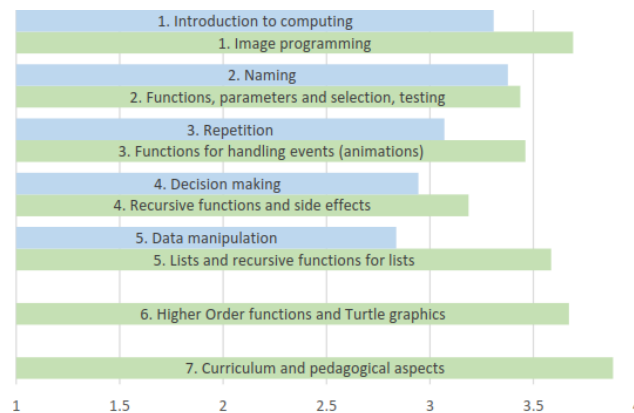 1. Introduction to computing
1. Image programming
2. Naming
2. Functions, parameters and selection, testing
3. Repetition
3. Functions for handling events (animations)
4. Decision making
4. Recursive functions and side effects
5. Data manipulation
5. Lists and recursive functions for lists
6. Higher Order functions and Turtle graphics
7. Curriculum and pedagogical aspects
1 1.5 2 2.5 3 3.5